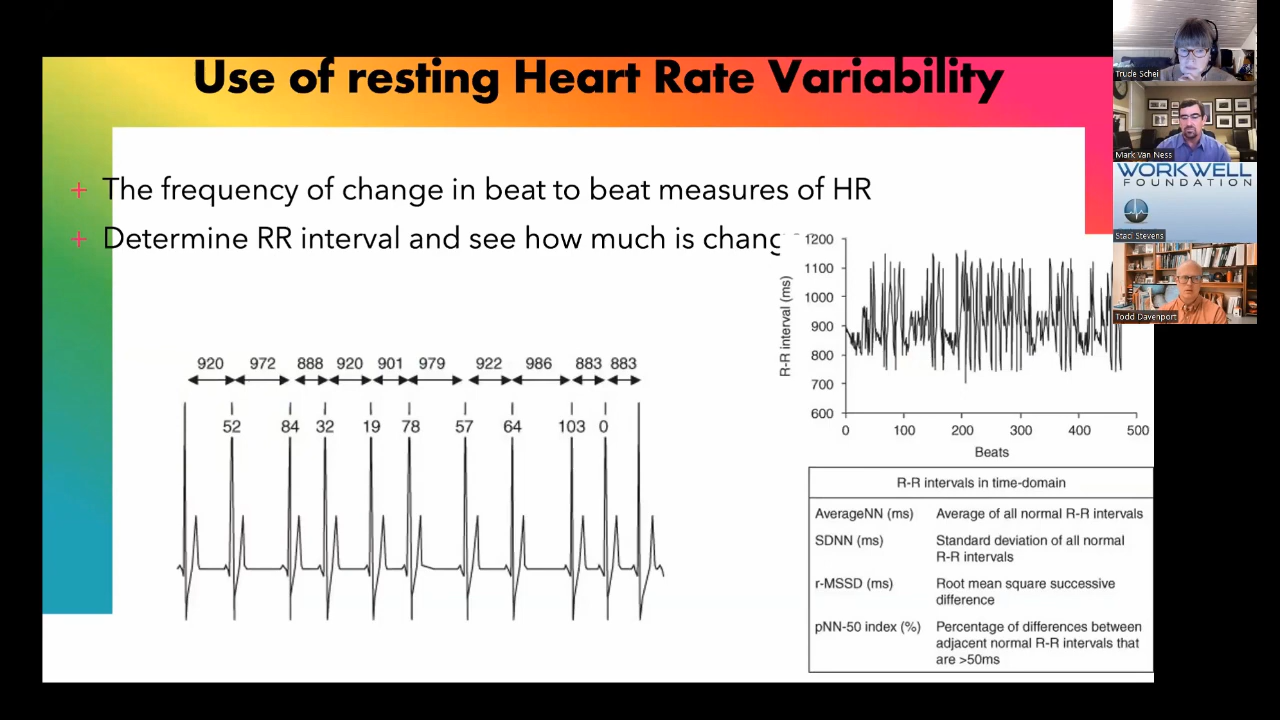 Use of resting Heart Rate Variability
+ The frequency of change in beat to beat measures of HR
+ Determine RR interval and see how much is chang
920 972 888 920 901 979 922 986 883 883
52 84 32 19 78 57 64 103 0
R-R interval (ms)
1200
1100
1000
900
800
700
600
0 100 200 300 400 500
Beats
R-R intervals in time-domain
AverageNN (ms) Average of all normal R-R intervals
SDNN (ms) Standard deviation of all normal
R-R intervals
r-MSSD (ms) Root mean square successive
difference
pNN-50 index (%) Percentage of differences between
adjacent normal R-R intervals that
are >50ms
Trude Schei
Mark Van Ness
WORKWELL
FOUNDATION
Staci Stevens
Todd Davenport